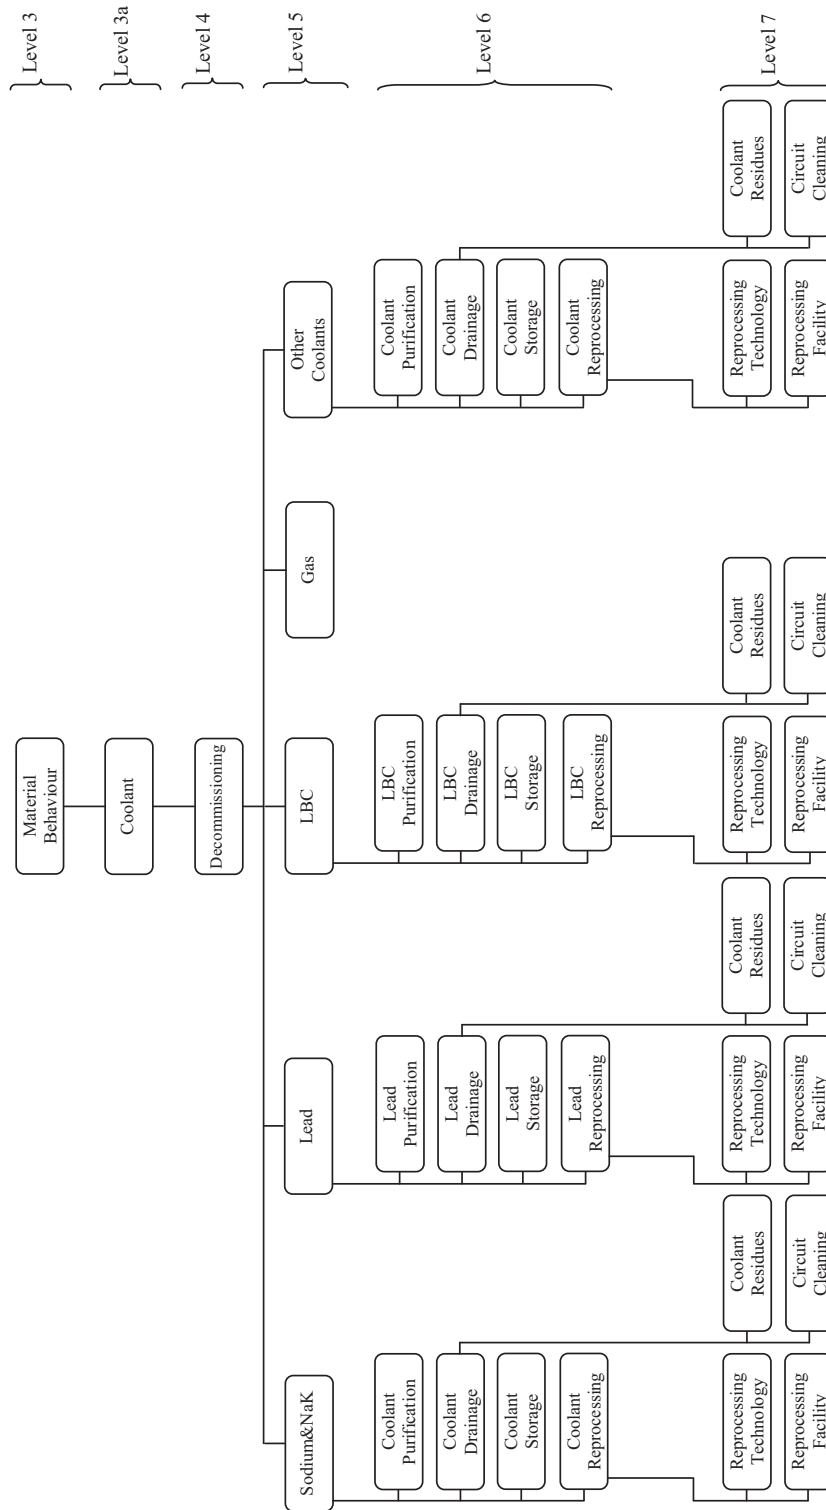 Level 3
Level 3a
Level 4
Level 5
Level 6
Level 7
Material
Behaviour
Coolant
Decommissioning
Sodium&NaK
Lead
LBC
Gas
Other
Coolants
Coolant
Purification
Coolant
Drainage
Coolant
Storage
Coolant
Reprocessing
Lead
Purification
Lead
Drainage
Lead
Storage
Lead
Reprocessing
LBC
Purification
LBC
Drainage
LBC
Storage
LBC
Reprocessing
Coolant
Purification
Coolant
Drainage
Coolant
Storage
Coolant
Reprocessing
Reprocessing
Technology
Reprocessing
Facility
Coolant
Residues
Circuit
Cleaning
Reprocessing
Technology
Reprocessing
Facility
Coolant
Residues
Circuit
Cleaning
Reprocessing
Technology
Reprocessing
Facility
Coolant
Residues
Circuit
Cleaning
Reprocessing
Technology
Reprocessing
Facility
Coolant
Residues
Circuit
Cleaning